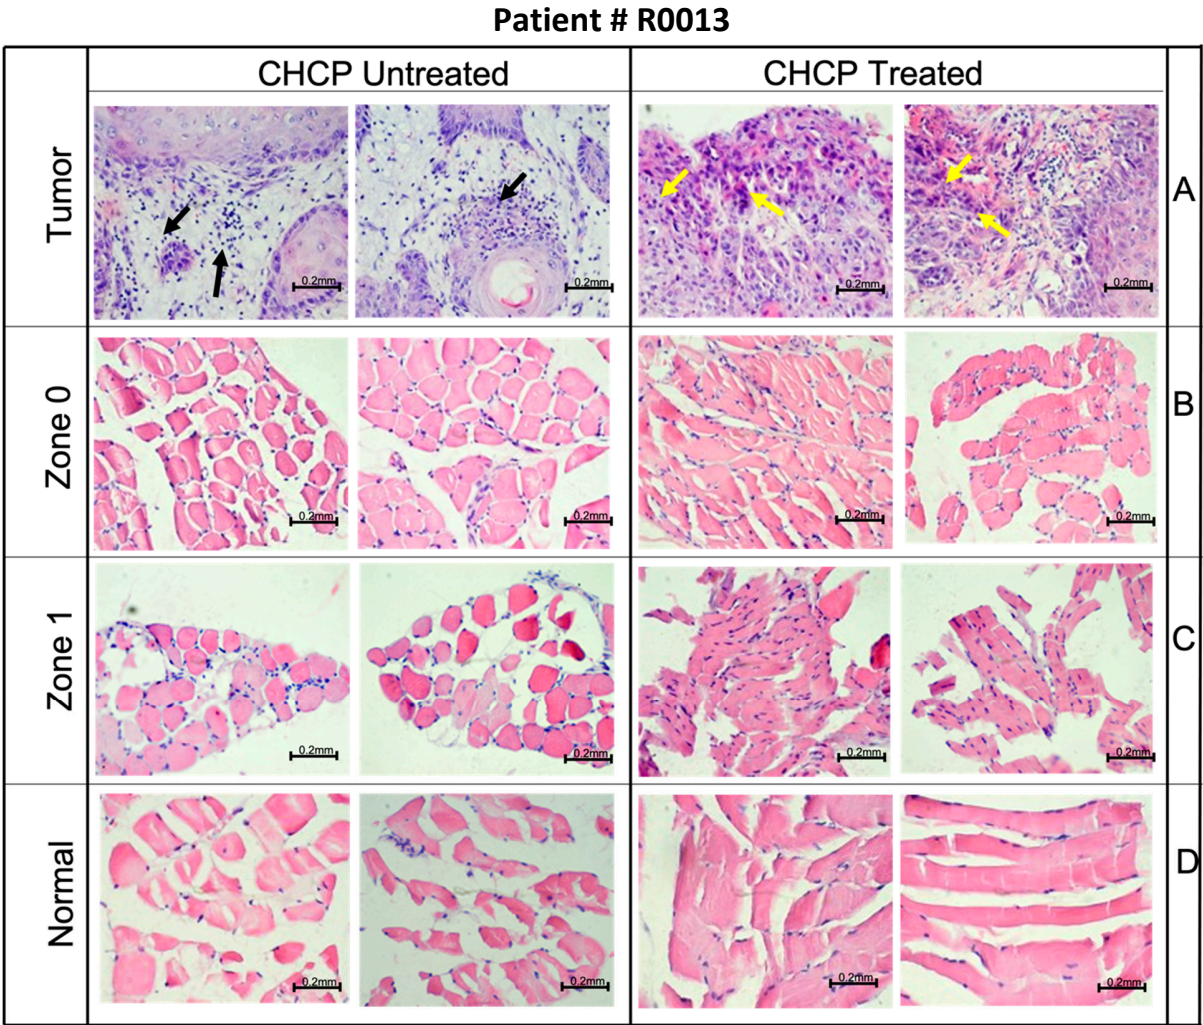 Patient # R0013
CHCP Untreated CHCP Treated
Tumor 0.2mm 0.2mm 0.2mm 0.2mm A
Zone 0 0.2mm 0.2mm 0.2mm 0.2mm B
Zone 1 0.2mm 0.2mm 0.2mm 0.2mm C
Normal 0.2mm 0.2mm 0.2mm 0.2mm D